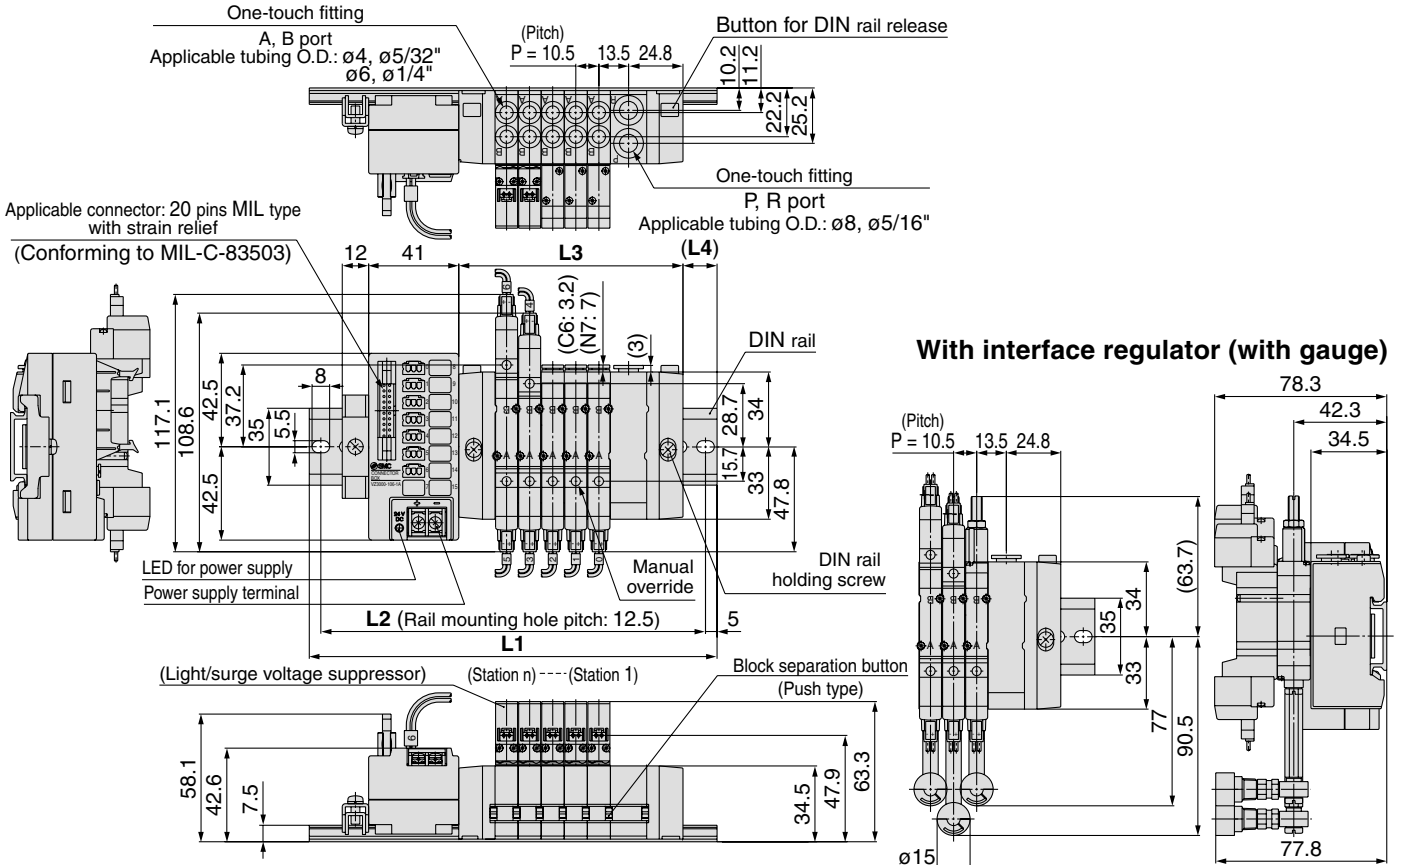 One-touch fitting
A, B port
Applicable tubing O.D.: ø4, ø5/32"
ø6, ø1/4"
(Pitch)
P = 10.5
13.5
24.8
Button for DIN rail release
10.2
11.2
22.2
25.2
One-touch fitting
P, R port
Applicable tubing O.D.: ø8, ø5/16"
Applicable connector: 20 pins MIL type
with strain relief
(Conforming to MIL-C-83503)
12
41
L3
(L4)
(C6: 3.2)
(N7: 7)
(3)
DIN rail
117.1
108.6
42.5
37.2
35
8
5.5
42.5
28.7
34
15.7
33
47.8
SMC
CONNECTOR
BOX
24 V
DC
LED for power supply
Power supply terminal
Manual
override
DIN rail
holding screw
L2 (Rail mounting hole pitch: 12.5)
5
L1
(Light/surge voltage suppressor)
(Station n) ---- (Station 1)
Block separation button
(Push type)
58.1
42.6
7.5
34.5
47.9
63.3
With interface regulator (with gauge)
78.3
42.3
34.5
(Pitch)
P = 10.5
13.5
24.8
(63.7)
34
35
33
77
90.5
ø15
77.8